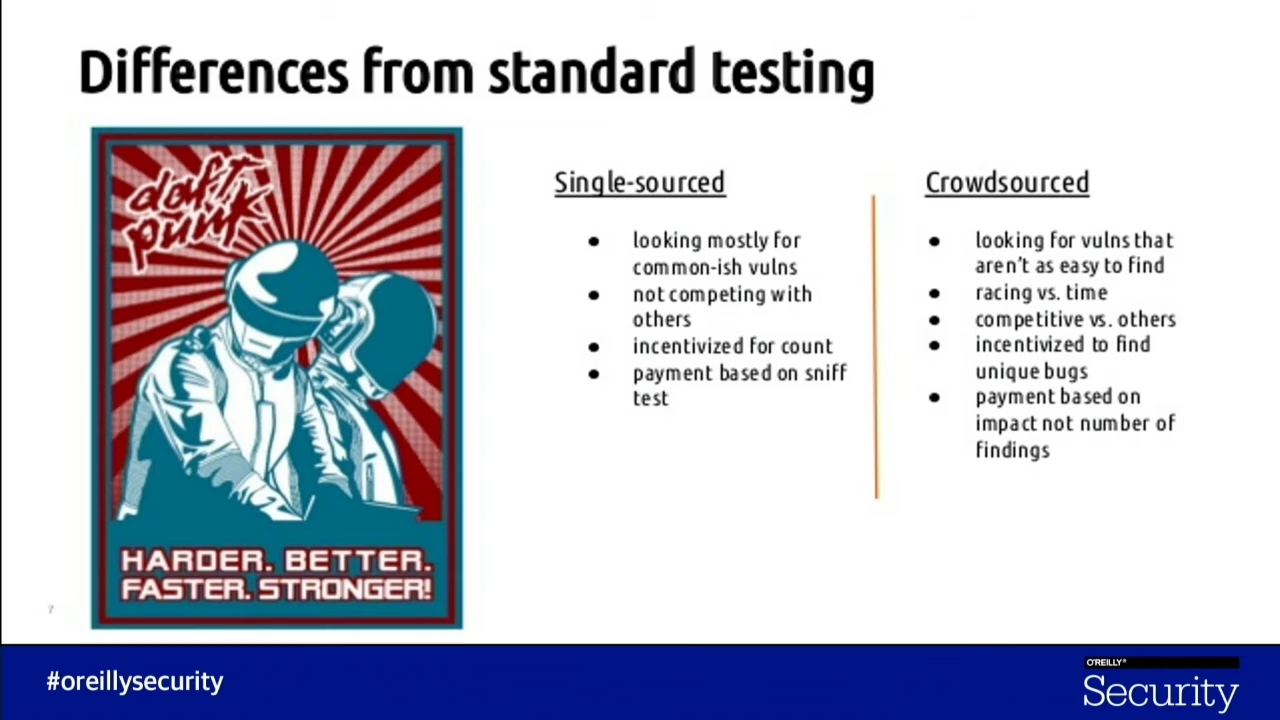 Differences from standard testing
daft
punk
HARDER. BETTER.
FASTER. STRONGER!
Single-sourced
● looking mostly for
common-ish vulns
● not competing with
others
● incentivized for count
● payment based on sniff
test
Crowdsourced
● looking for vulns that
aren't as easy to find
● racing vs. time
● competitive vs. others
● incentivized to find
unique bugs
● payment based on
impact not number of
findings
7
#oreillysecurity
O'REILLY®
Security